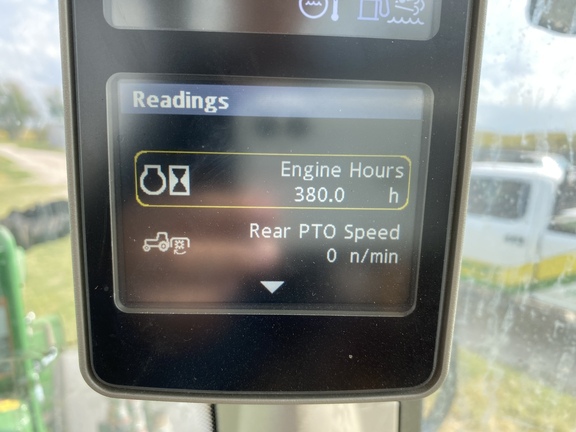 Readings
Engine Hours
380.0 h
Rear PTO Speed
0 n/min